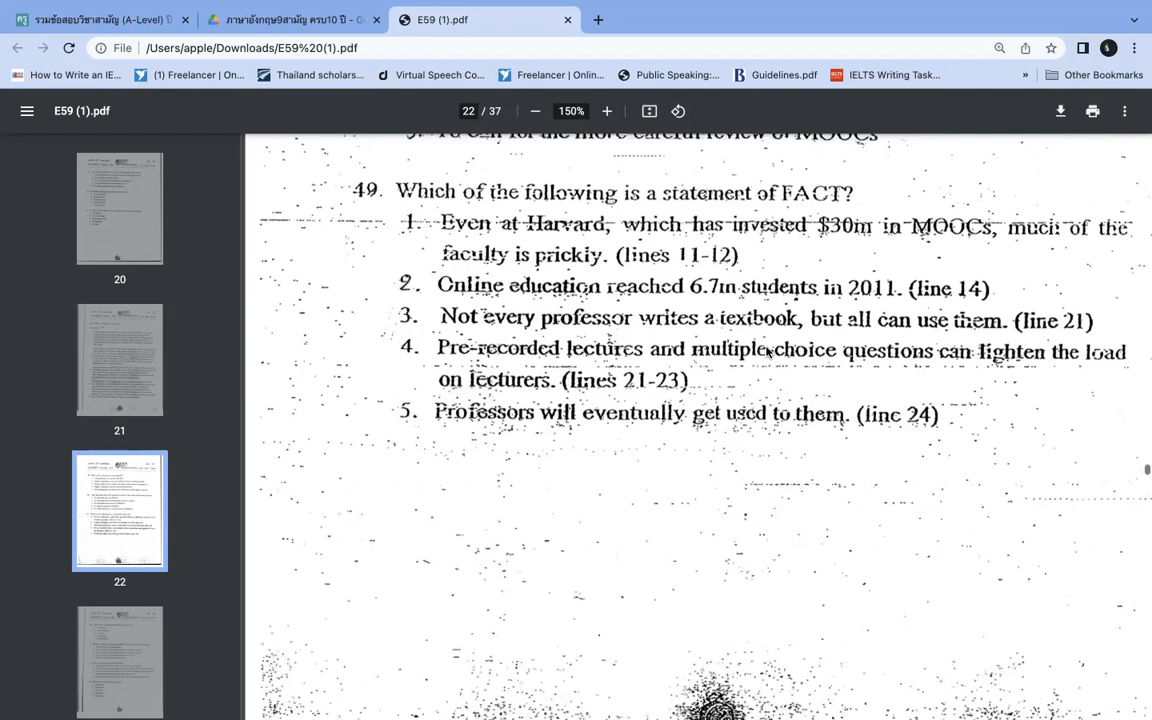 รวมข้อสอบวิชาสามัญ (A-Level) ปี
ภาษาอังกฤษ9สามัญ ครบ10 ปี - G
E59 (1).pdf
File
/Users/apple/Downloads/E59%20(1).pdf
How to Write an IE...
(1) Freelancer | On...
Thailand scholars...
Virtual Speech Co...
Freelancer | Onlin...
Public Speaking:...
Guidelines.pdf
IELTS Writing Task...
»
Other Bookmarks
E59 (1).pdf
22 / 37
150%
20
21
22
49. Which of the following is a statement of FACT?
1. Even at Harvard, which has invested $30m in MOOCs, much of the
faculty is prickly. (lines 11-12)
2. Online education reached 6.7m students in 2011. (line 14)
3. Not every professor writes a textbook, but all can use them. (line 21)
4. Pre-recorded lectures and multiple-choice questions can lighten the load
on lecturers. (lines 21-23)
5. Professors will eventually get used to them. (line 24)